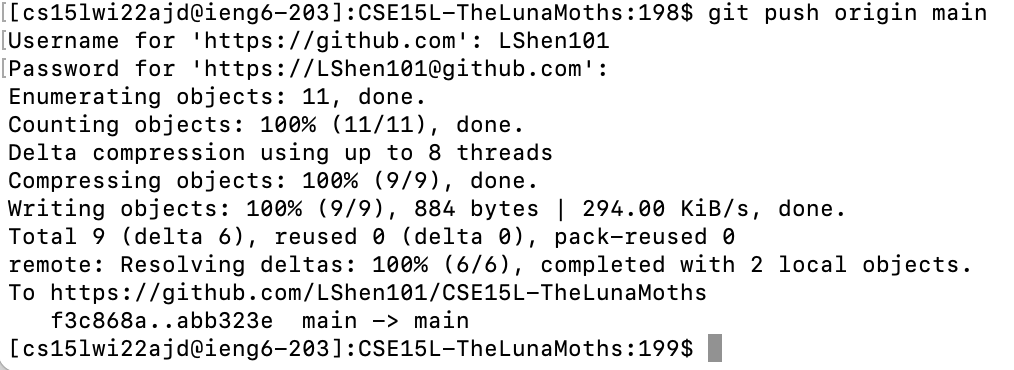 [[cs15lwi22ajd@ieng6-203]:CSE15L-TheLunaMoths:198$ git push origin main
[Username for 'https://github.com': LShen101
[Password for 'https://LShen101@github.com':
Enumerating objects: 11, done.
Counting objects: 100% (11/11), done.
Delta compression using up to 8 threads
Compressing objects: 100% (9/9), done.
Writing objects: 100% (9/9), 884 bytes | 294.00 KiB/s, done.
Total 9 (delta 6), reused 0 (delta 0), pack-reused 0
remote: Resolving deltas: 100% (6/6), completed with 2 local objects.
To https://github.com/LShen101/CSE15L-TheLunaMoths
   f3c868a..abb323e  main -> main
[cs15lwi22ajd@ieng6-203]:CSE15L-TheLunaMoths:199$